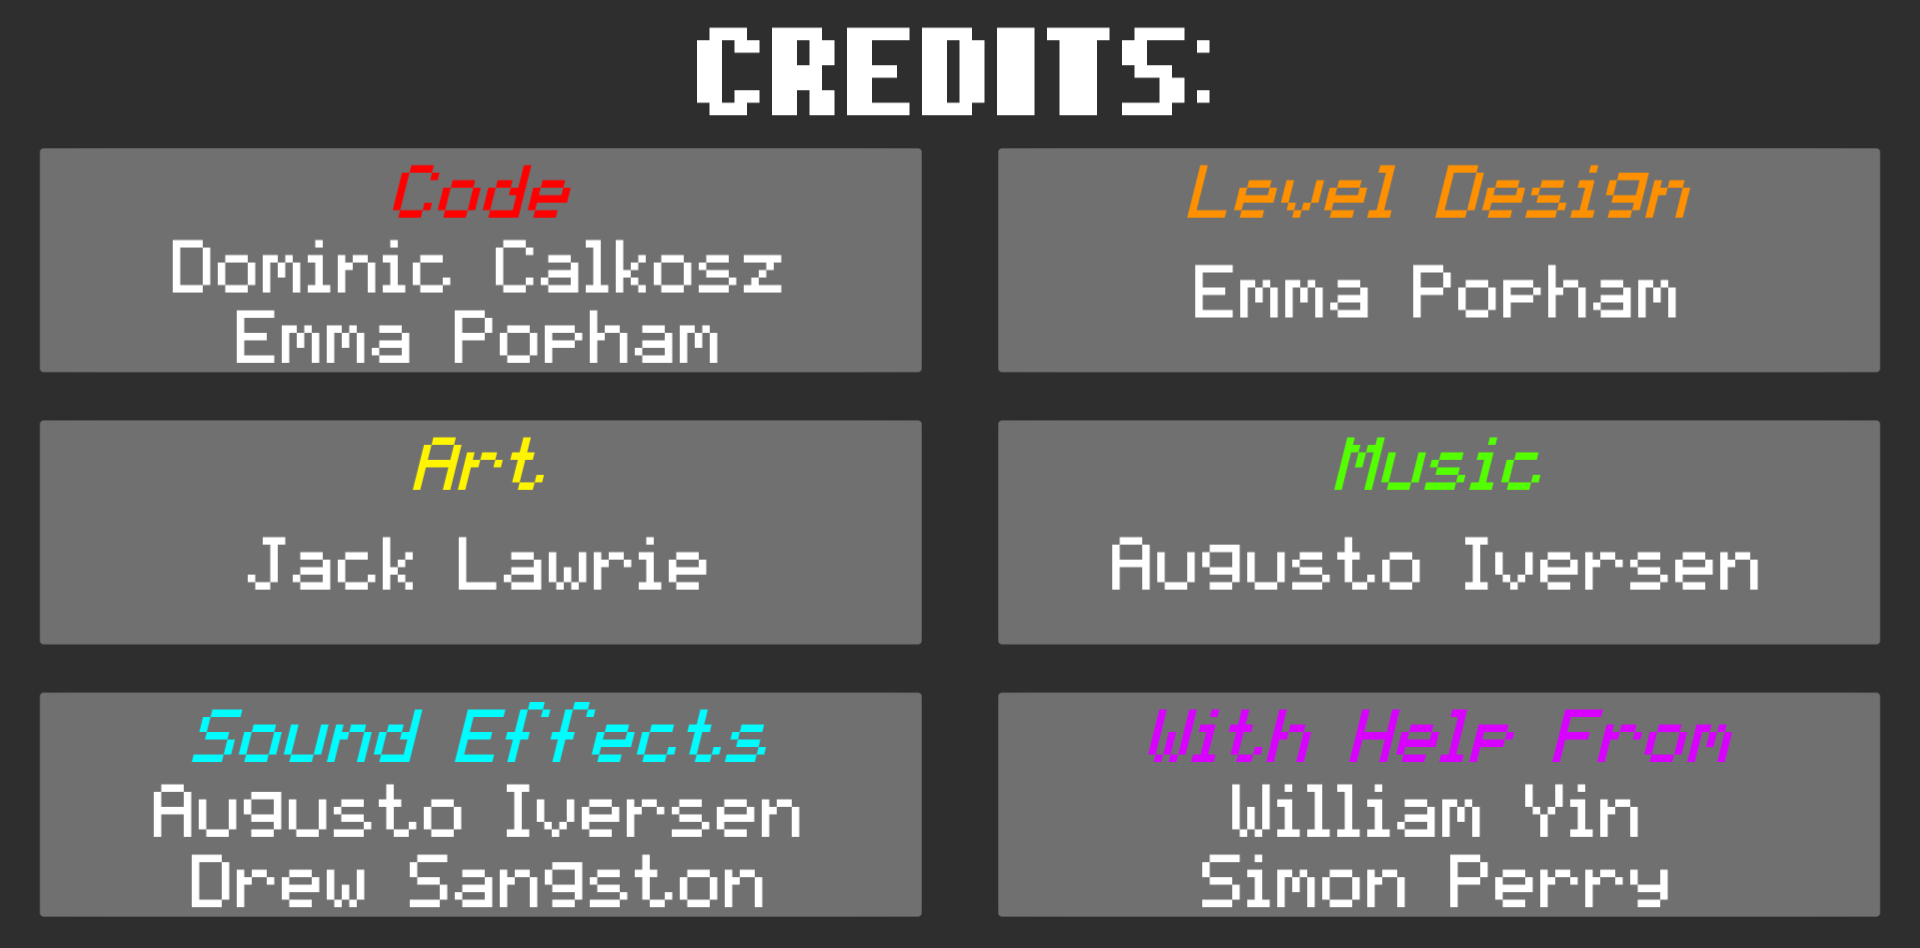 CREDITS:
Code
Dominic Calkosz
Emma Popham
Level Design
Emma Popham
Art
Jack Lawrie
Music
Augusto Iversen
Sound Effects
Augusto Iversen
Drew Sangston
With Help From
William Yin
Simon Perry